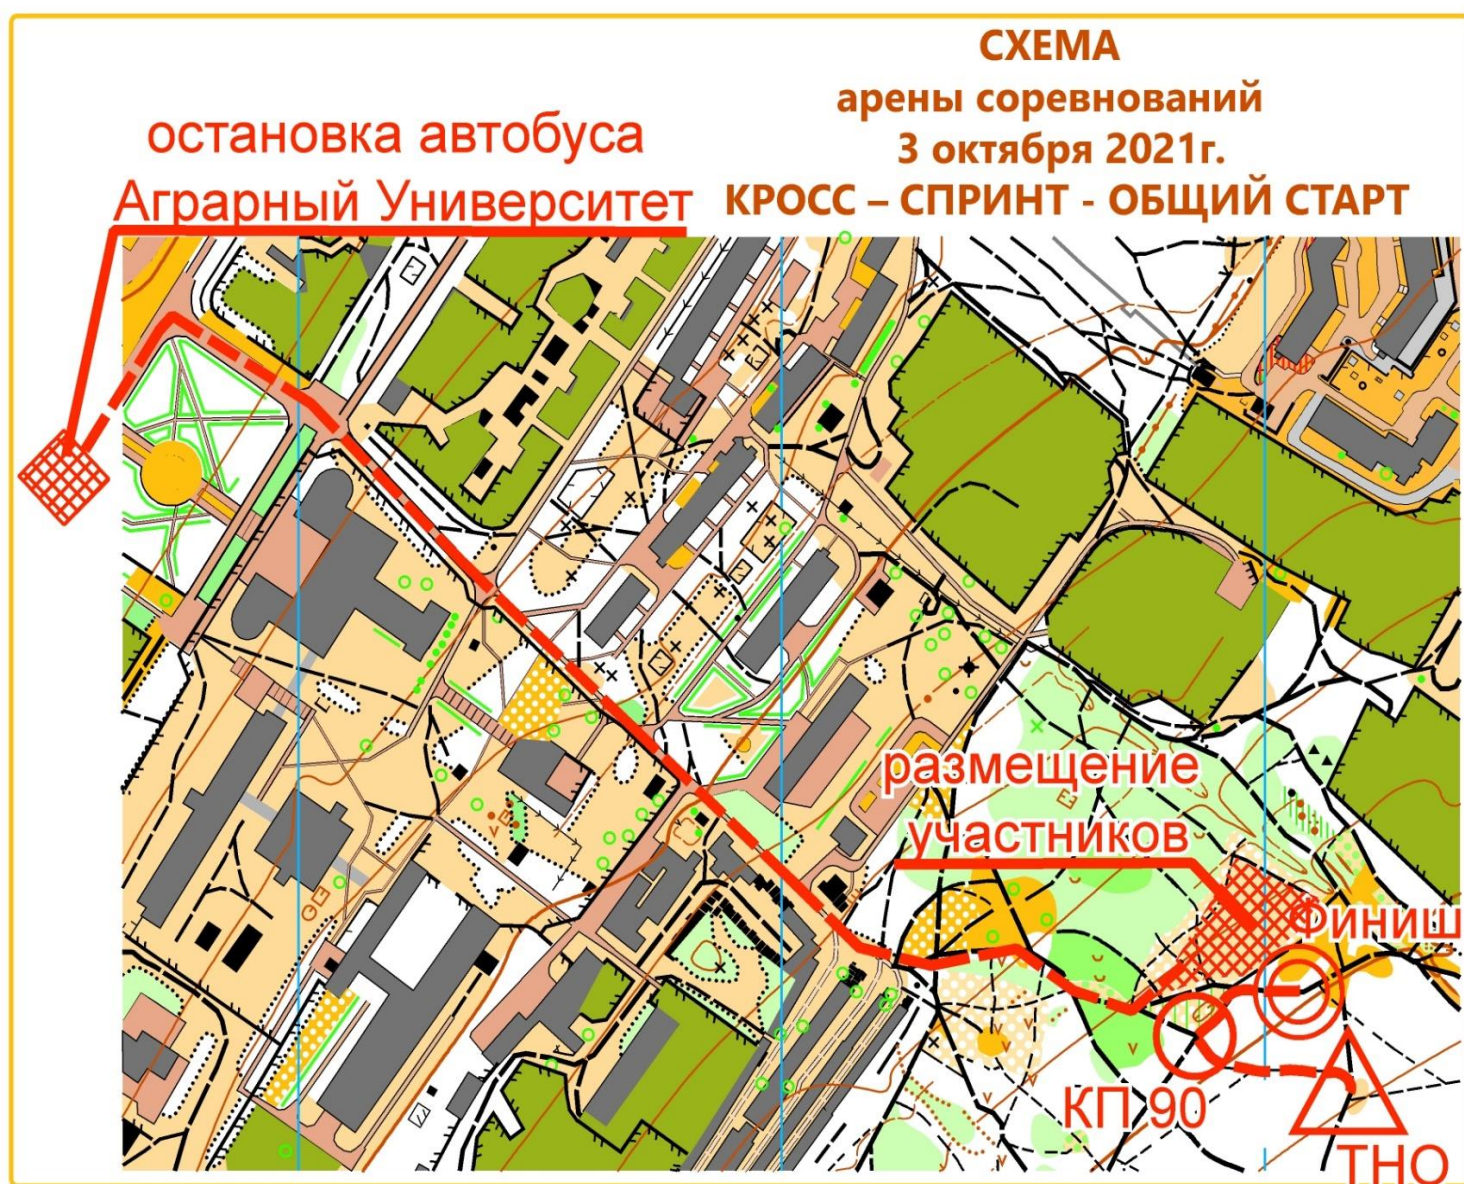 СХЕМА
арены соревнований
3 октября 2021г.
КРОСС – СПРИНТ - ОБЩИЙ СТАРТ
остановка автобуса
Аграрный Университет
размещение
участников
Финиш
КП 90
ТНО